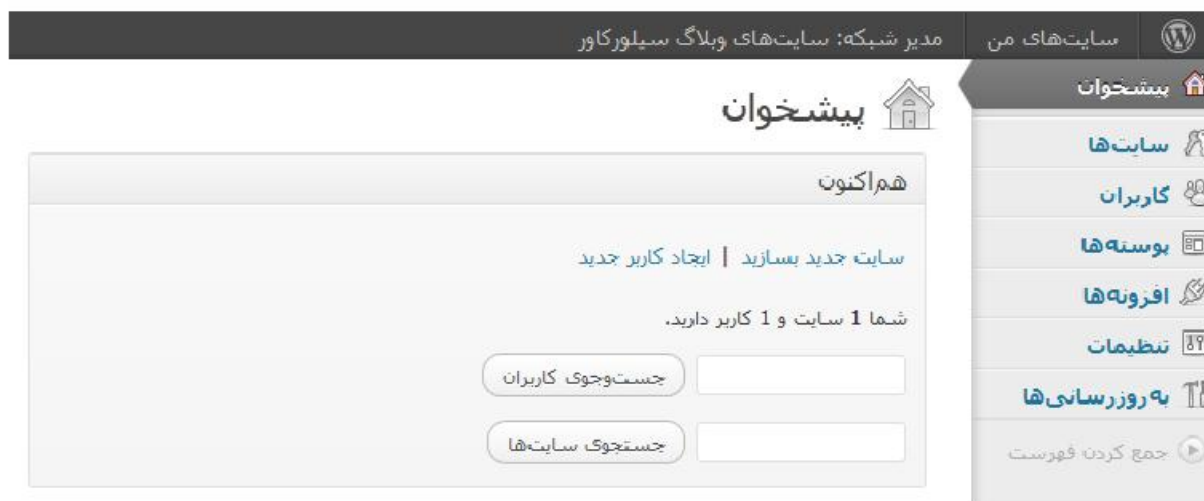 سایت‌های من
مدیر شبکه: سایت‌های وبلاگ سیلورکاور
پیشخوان
سایت‌ها
کاربران
پوسته‌ها
افزونه‌ها
تنظیمات
به‌روزرسانی‌ها
جمع کردن فهرست
پیشخوان
هم‌اکنون
سایت جدید بسازید | ایجاد کاربر جدید
شما 1 سایت و 1 کاربر دارید.
جست‌وجوی کاربران
جستجوی سایت‌ها